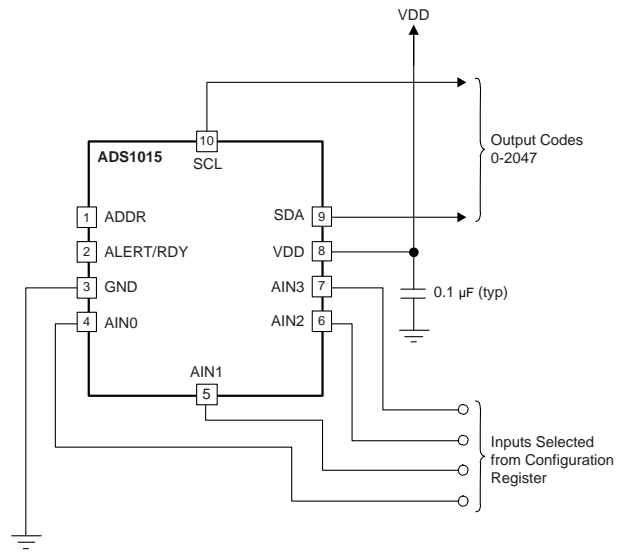 VDD
10
ADS1015
SCL
Output Codes
0-2047
1 ADDR
SDA 9
2 ALERT/RDY
VDD 8
3 GND
AIN3 7
0.1 µF (typ)
4 AIN0
AIN2 6
AIN1
5
Inputs Selected
from Configuration
Register